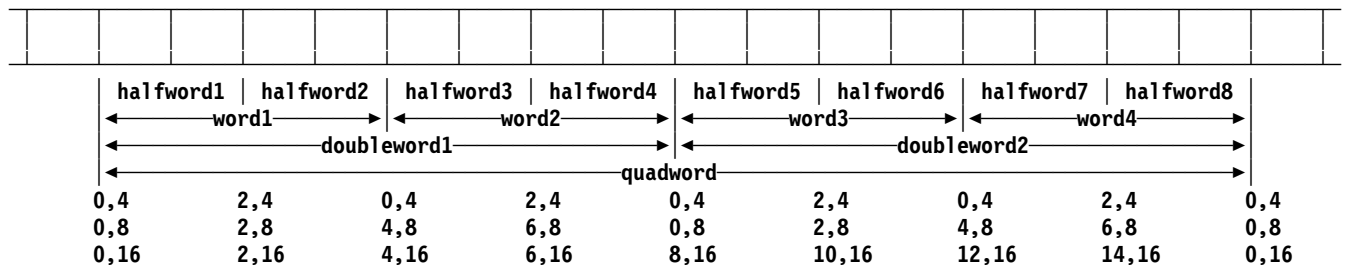 halfword1 halfword2 halfword3 halfword4 halfword5 halfword6 halfword7 halfword8
word1 word2 word3 word4
doubleword1 doubleword2
quadword
0,4 2,4 0,4 2,4 0,4 2,4 0,4 2,4 0,4
0,8 2,8 4,8 6,8 0,8 2,8 4,8 6,8 0,8
0,16 2,16 4,16 6,16 8,16 10,16 12,16 14,16 0,16